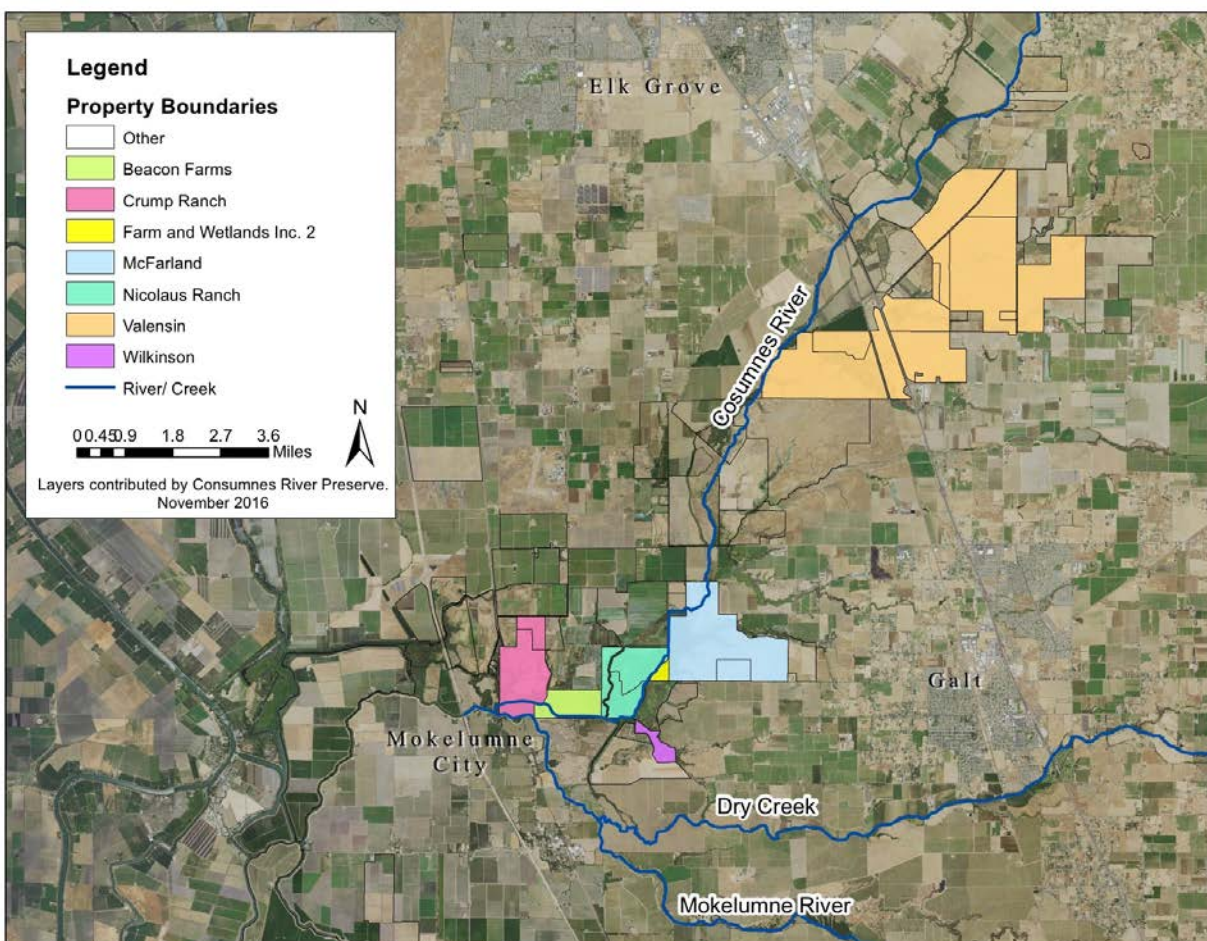 Legend
Property Boundaries
Other
Beacon Farms
Crump Ranch
Farm and Wetlands Inc. 2
McFarland
Nicolaus Ranch
Valensin
Wilkinson
River/ Creek
N
0 0.45 0.9 1.8 2.7 3.6
Miles
Layers contributed by Consumnes River Preserve.
November 2016
Elk Grove
Cosumnes River
Galt
Mokelumne
City
Dry Creek
Mokelumne River